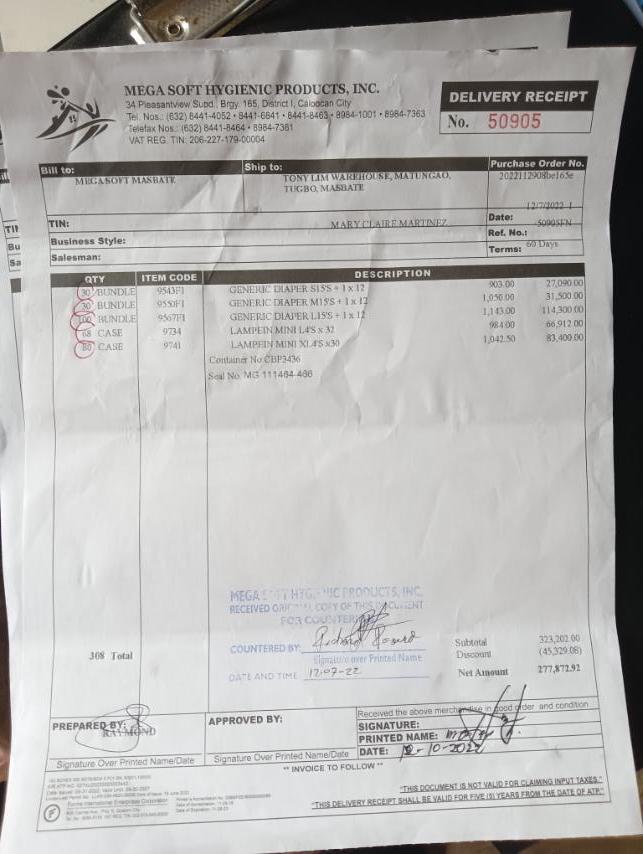 MEGA SOFT HYGIENIC PRODUCTS, INC.
34 Pleasantview Subd., Brgy. 165, District I, Caloocan City
Tel. Nos.: (632) 8441-4052 • 8441-6841 • 8441-8463 • 8984-1001 • 8984-7363
Telefax Nos.: (632) 8441-8464 • 8984-7361
VAT REG. TIN: 206-227-179-00004
DELIVERY RECEIPT
No. 50905
Bill to:
MEGASOFT MASBATE
Ship to:
TONY LIM WAREHOUSE, MATUNGAO,
TUGBO, MASBATE
Purchase Order No.
2022112908be165e
12/7/2022
TIN:
MARY CLAIRE MARTINEZ
Date:
50905FN
Business Style:
Ref. No.:
Salesman:
Terms: 60 Days
QTY ITEM CODE DESCRIPTION
30 BUNDLE 9543F1 GENERIC DIAPER S15'S + 1 x 12 903.00 27,090.00
30 BUNDLE 9550F1 GENERIC DIAPER M15'S + 1 x 12 1,050.00 31,500.00
100 BUNDLE 9567F1 GENERIC DIAPER L15'S + 1 x 12 1,143.00 114,300.00
68 CASE 9734 LAMPEIN MINI L4'S x 32 984.00 66,912.00
80 CASE 9741 LAMPEIN MINI XL4'S x30 1,042.50 83,400.00
Container No CBP3436
Seal No. MG 111464-466
MEGA SOFT HYGIENIC PRODUCTS, INC.
RECEIVED ORIGINAL COPY OF THIS DOCUMENT
FOR COUNTERING
COUNTERED BY:
Signature over Printed Name
DATE AND TIME 12-07-22
308 Total
Subtotal 323,202.00
Discount (45,329.08)
Net Amount 277,872.92
PREPARED BY:
RAYMOND
Signature Over Printed Name/Date
APPROVED BY:
Signature Over Printed Name/Date
Received the above merchandise in good order and condition
SIGNATURE:
PRINTED NAME:
DATE: 12-10-2022
** INVOICE TO FOLLOW **
Forms International Enterprises Corporation
"THIS DOCUMENT IS NOT VALID FOR CLAIMING INPUT TAXES."
"THIS DELIVERY RECEIPT SHALL BE VALID FOR FIVE (5) YEARS FROM THE DATE OF ATP."